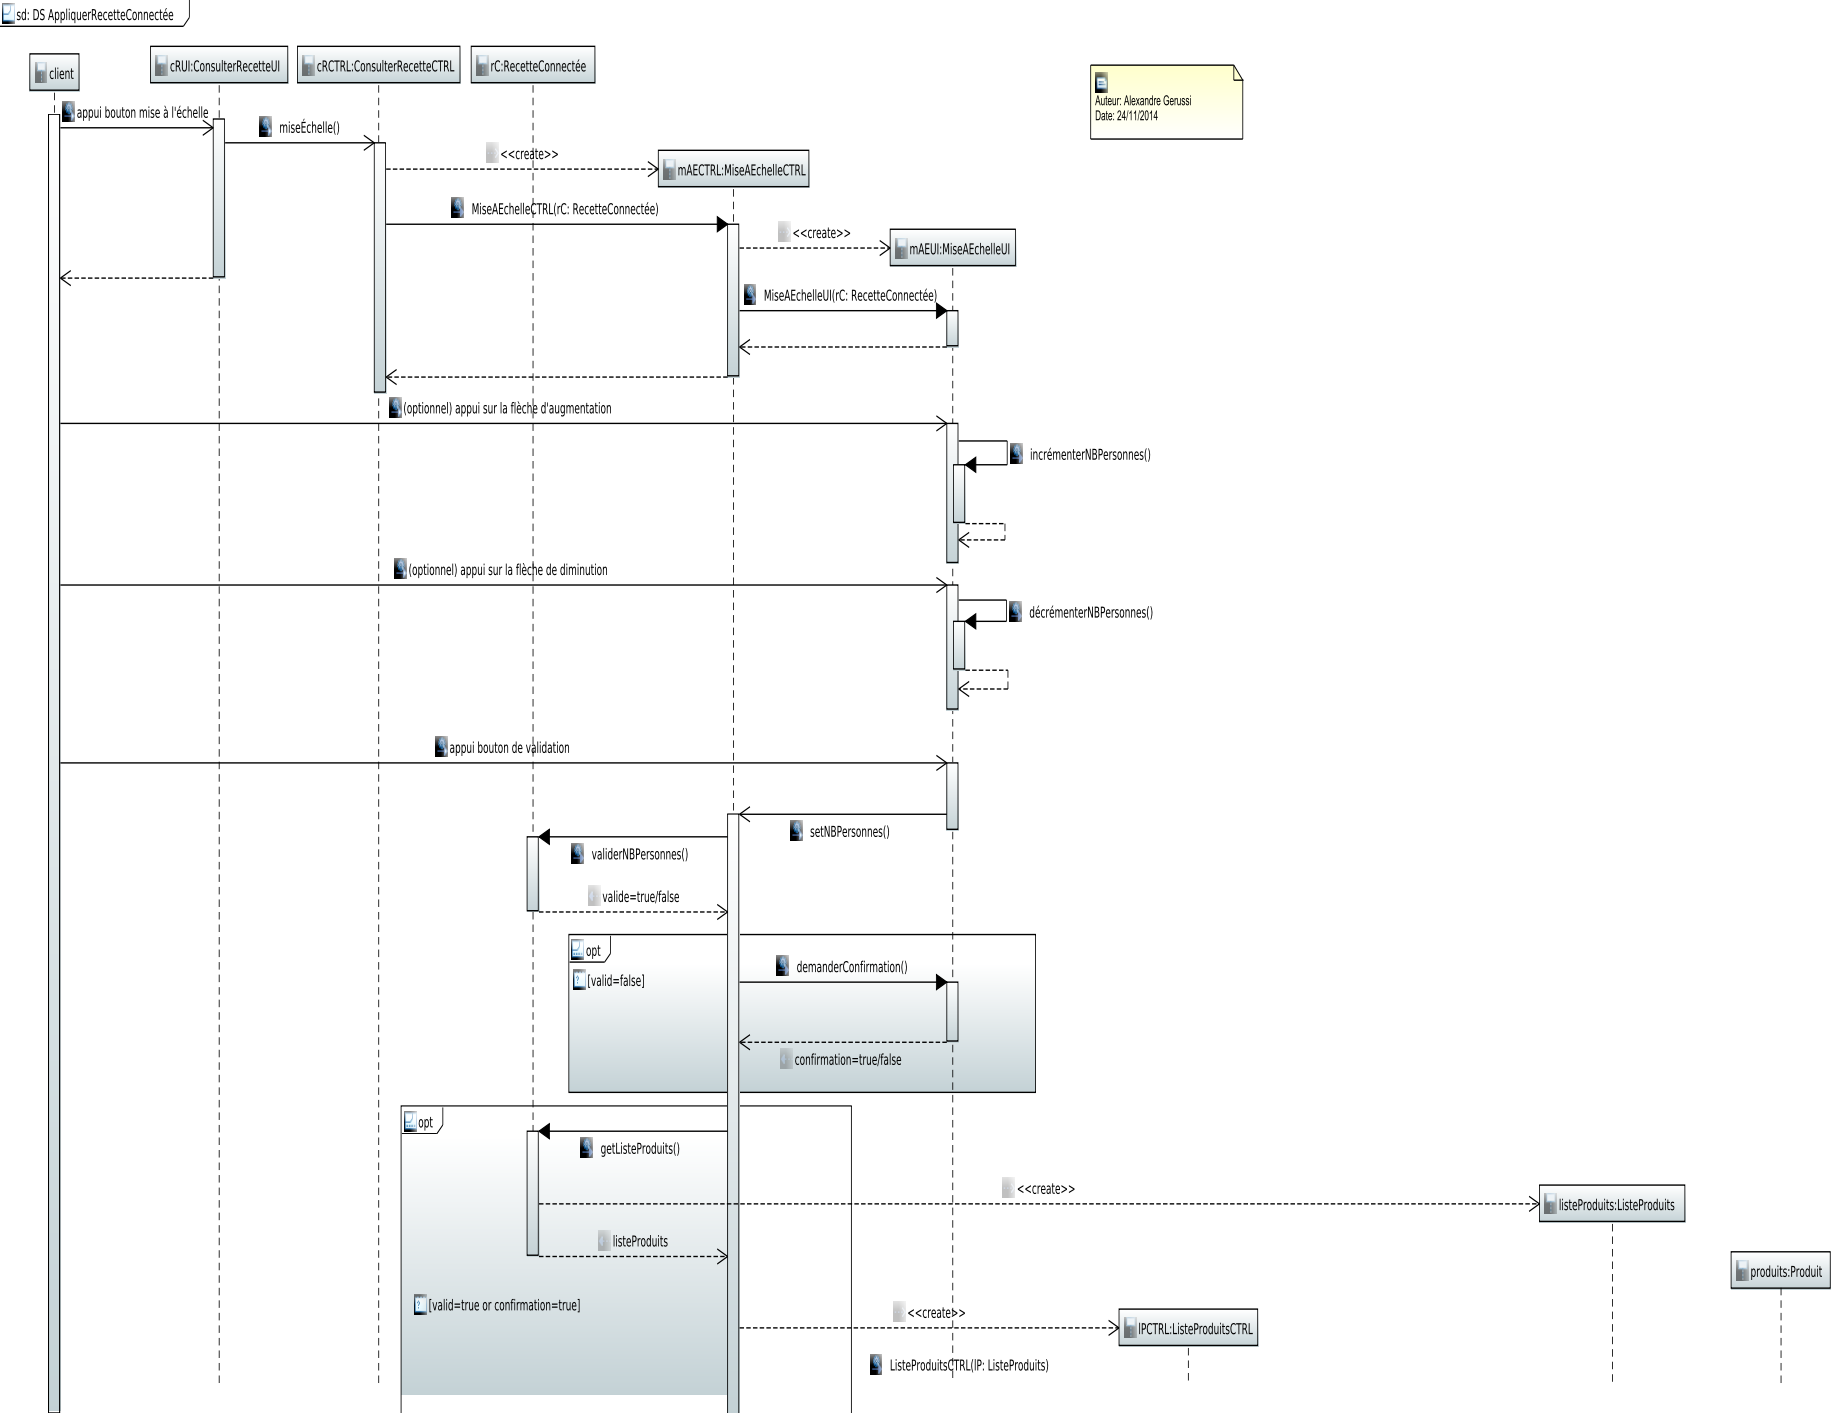 sd: DS AppliquerRecetteConnectée
client
cRUI:ConsulterRecetteUI
cRCTRL:ConsulterRecetteCTRL
rC:RecetteConnectée
Auteur: Alexandre Gerussi
Date: 24/11/2014
appui bouton mise à l'échelle
miseÉchelle()
<<create>>
mAECTRL:MiseAEchelleCTRL
MiseAEchelleCTRL(rC: RecetteConnectée)
<<create>>
mAEUI:MiseAEchelleUI
MiseAEchelleUI(rC: RecetteConnectée)
(optionnel) appui sur la flèche d'augmentation
incrémenterNBPersonnes()
(optionnel) appui sur la flèche de diminution
décrémenterNBPersonnes()
appui bouton de validation
setNBPersonnes()
validerNBPersonnes()
valide=true/false
opt
demanderConfirmation()
[valid=false]
confirmation=true/false
opt
getListeProduits()
<<create>>
listeProduits:ListeProduits
listeProduits
produits:Produit
[valid=true or confirmation=true]
<<create>>
lPCTRL:ListeProduitsCTRL
ListeProduitsCTRL(lP: ListeProduits)